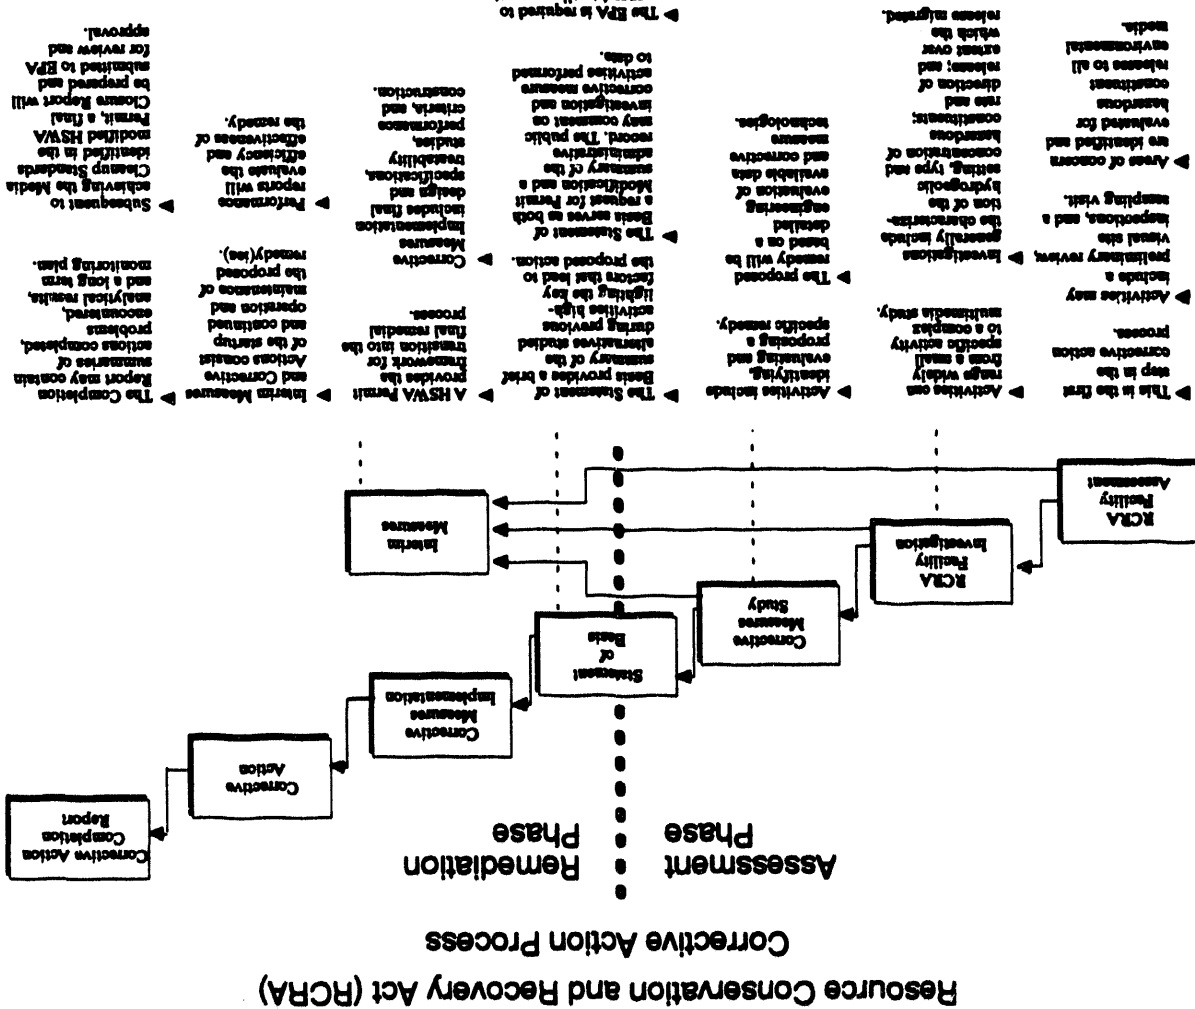 Resource Conservation and Recovery Act (RCRA)
Corrective Action Process
Assessment
Phase
Remediation
Phase
RCRA
Facility
Assessment
RCRA
Facility
Investigation
Corrective
Measures
Study
Statement
of
Basis
Corrective
Measures
Implementation
Corrective
Action
Corrective Action
Completion
Report
Interim
Measures
This is the first
step in the
corrective action
process.
Activities may
include a
preliminary review,
visual site
inspections, and a
sampling visit.
Areas of concern
are identified and
evaluated for
hazardous
constituent
releases to all
environmental
media.
Activities can
range widely
from a small
specific activity
to a complex
multimedia study.
Investigations
generally include
the characteriza-
tion of the
hydrogeologic
setting, type and
concentration of
hazardous
constituents;
rate and
direction of
release; and
extent over
which the
release migrated.
Activities include
identifying,
evaluating and
proposing a
specific remedy.
The proposed
remedy will be
based on a
detailed
engineering
evaluation of
available data
and corrective
measure
technologies.
The Statement of
Basis provides a brief
summary of the
alternatives studied
during previous
activities high-
lighting the key
factors that lead to
the proposed action.
The Statement of
Basis serves as both
a request for Permit
Modification and a
summary of the
administrative
record. The public
may comment on
investigation and
corrective measure
activities performed
to date.
The EPA is required to
A HSWA Permit
provides the
framework for
transition into the
final remedial
process.
Corrective
Measures
Implementation
includes final
design and
specifications,
treatability
studies,
performance
criteria, and
construction.
Interim Measures
and Corrective
Actions consist
of the startup
and continued
operation and
maintenance of
the proposed
remedy(ies).
Performance
reports will
evaluate the
efficiency and
effectiveness of
the remedy.
The Completion
Report may contain
summaries of
actions completed,
problems
encountered,
analytical results,
and a long term
monitoring plan.
Subsequent to
achieving the Media
Cleanup Standards
identified in the
modified HSWA
Permit, a final
Closure Report will
be prepared and
submitted to EPA
for review and
approval.